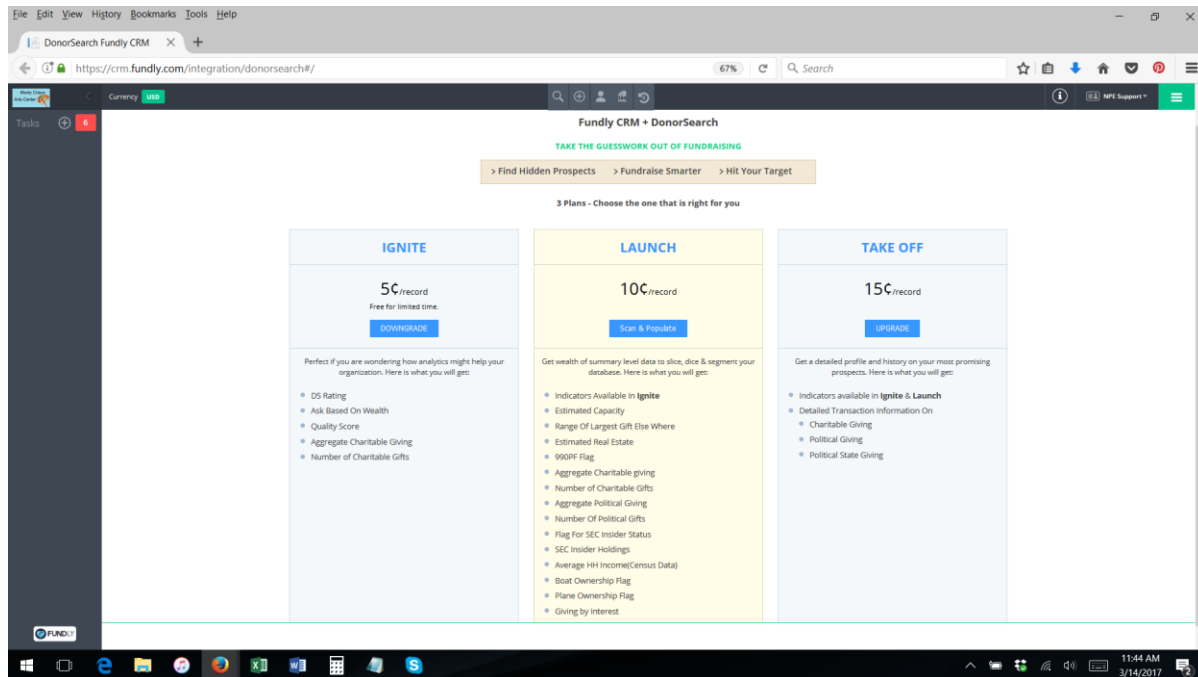 File Edit View History Bookmarks Tools Help
DonorSearch Fundly CRM
https://crm.fundly.com/integration/donorsearch#/
67%
Search
Currency USD
NPE Support
Tasks 6
Fundly CRM + DonorSearch
TAKE THE GUESSWORK OUT OF FUNDRAISING
> Find Hidden Prospects > Fundraise Smarter > Hit Your Target
3 Plans - Choose the one that is right for you
IGNITE
5¢/record
Free for limited time.
DOWNGRADE
Perfect if you are wondering how analytics might help your
organization. Here is what you will get:
DS Rating
Ask Based On Wealth
Quality Score
Aggregate Charitable Giving
Number of Charitable Gifts
LAUNCH
10¢/record
Scan & Populate
Get wealth of summary level data to slice, dice & segment your
database. Here is what you will get:
Indicators Available In Ignite
Estimated Capacity
Range Of Largest Gift Else Where
Estimated Real Estate
990PF Flag
Aggregate Charitable giving
Number of Charitable Gifts
Aggregate Political Giving
Number Of Political Gifts
Flag For SEC Insider Status
SEC Insider Holdings
Average HH Income(Census Data)
Boat Ownership Flag
Plane Ownership Flag
Giving by Interest
TAKE OFF
15¢/record
UPGRADE
Get a detailed profile and history on your most promising
prospects. Here is what you will get:
Indicators available in Ignite & Launch
Detailed Transaction Information On
Charitable Giving
Political Giving
Political State Giving
FUNDLY
11:44 AM
3/14/2017
2